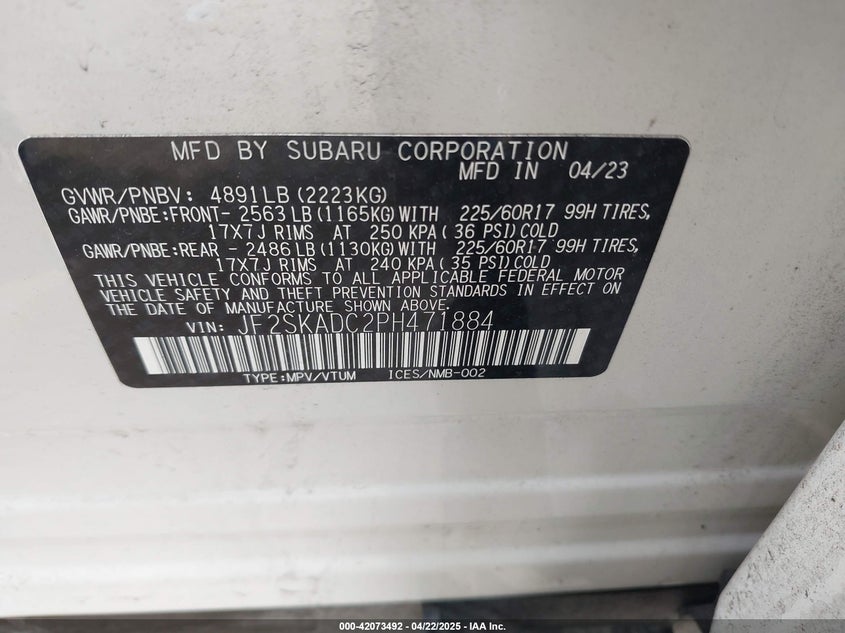 MFD BY SUBARU CORPORATION
MFD IN 04/23
GVWR/PNBV: 4891LB (2223KG)
GAWR/PNBE:FRONT- 2563 LB (1165KG) WITH 225/60R17 99H TIRES,
17X7J RIMS AT 250 KPA ( 36 PSI) COLD
GAWR/PNBE:REAR - 2486 LB (1130KG) WITH 225/60R17 99H TIRES,
17X7J RIMS AT 240 KPA ( 35 PSI) COLD
THIS VEHICLE CONFORMS TO ALL APPLICABLE FEDERAL MOTOR
VEHICLE SAFETY AND THEFT PREVENTION STANDARDS IN EFFECT ON
THE DATE OF MANUFACTURE SHOWN ABOVE.
VIN: JF2SKADC2PH471884
TYPE:MPV/VTUM ICES/NMB-002
000-42073492 - 04/22/2025 - IAA Inc.